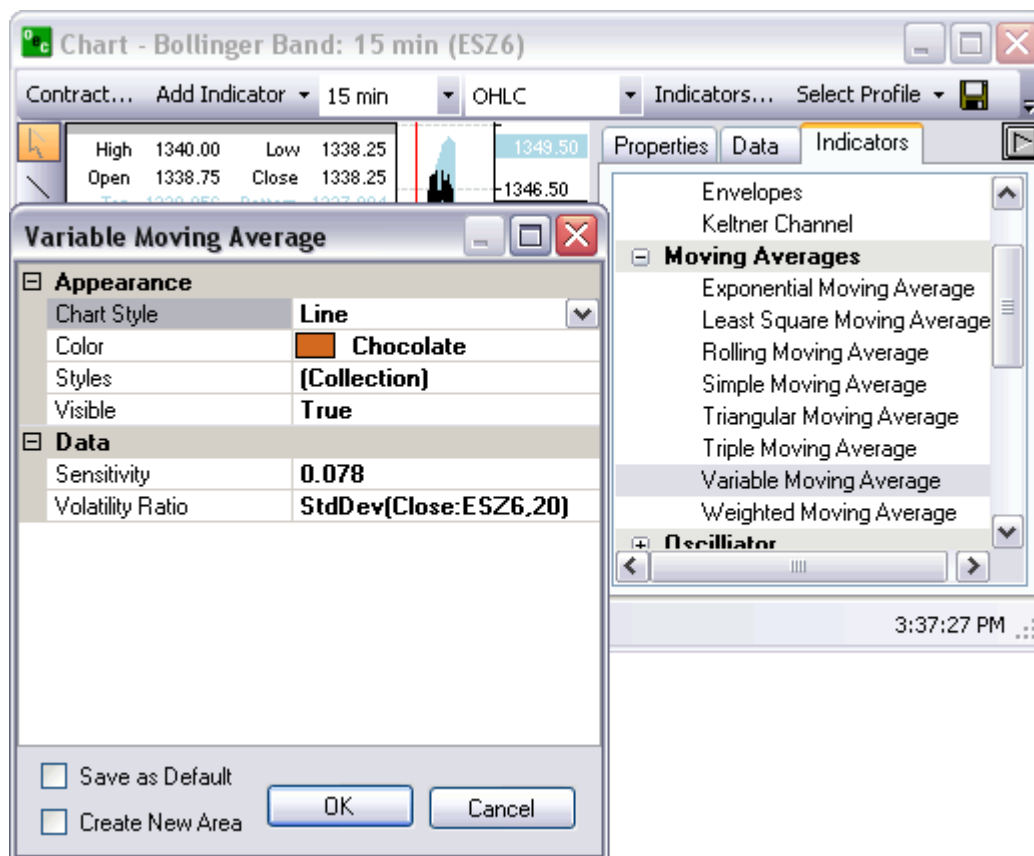 Chart - Bollinger Band: 15 min (ESZ6)
Contract... Add Indicator 15 min OHLC Indicators... Select Profile
High 1340.00 Low 1338.25
Open 1338.75 Close 1338.25
1349.50
1346.50
Properties Data Indicators
Envelopes
Keltner Channel
Moving Averages
Exponential Moving Average
Least Square Moving Average
Rolling Moving Average
Simple Moving Average
Triangular Moving Average
Triple Moving Average
Variable Moving Average
Weighted Moving Average
Oscilliator
3:37:27 PM
Variable Moving Average
Appearance
Chart Style Line
Color Chocolate
Styles (Collection)
Visible True
Data
Sensitivity 0.078
Volatility Ratio StdDev(Close:ESZ6,20)
Save as Default
Create New Area
OK Cancel